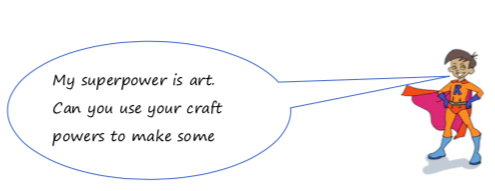 My superpower is art.
Can you use your craft
powers to make some
R